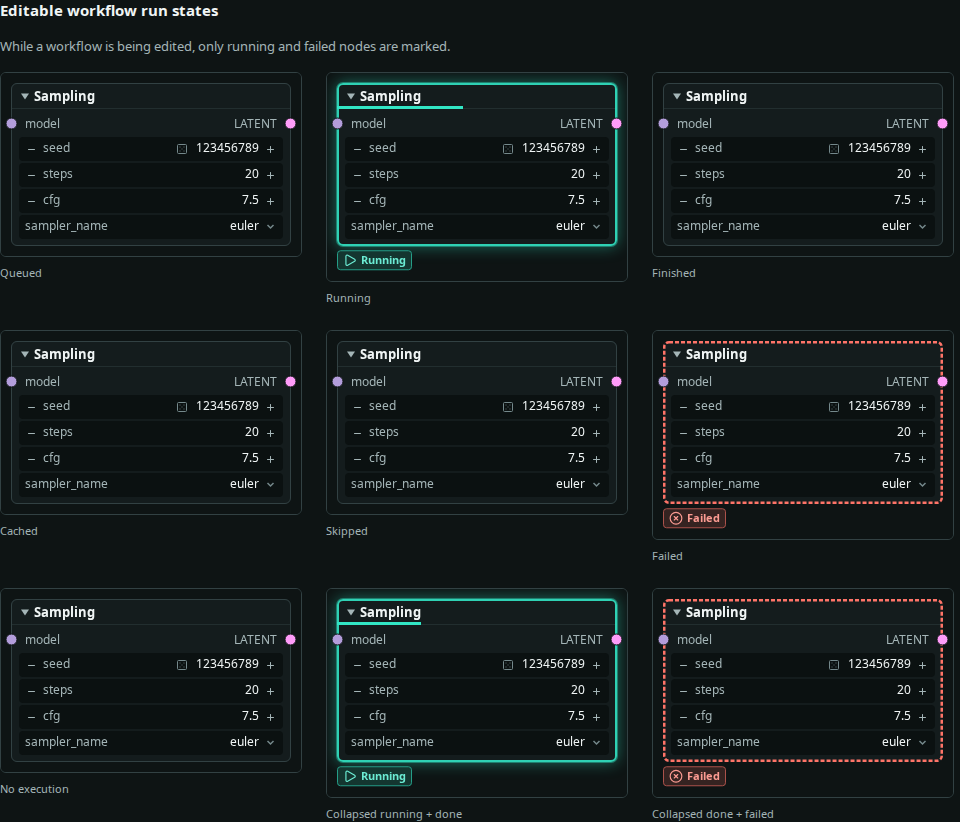 Editable workflow run states
While a workflow is being edited, only running and failed nodes are marked.
Sampling
model LATENT
– seed 123456789 +
– steps 20 +
– cfg 7.5 +
sampler_name euler
Queued
Sampling
model LATENT
– seed 123456789 +
– steps 20 +
– cfg 7.5 +
sampler_name euler
Running
Running
Sampling
model LATENT
– seed 123456789 +
– steps 20 +
– cfg 7.5 +
sampler_name euler
Finished
Sampling
model LATENT
– seed 123456789 +
– steps 20 +
– cfg 7.5 +
sampler_name euler
Cached
Sampling
model LATENT
– seed 123456789 +
– steps 20 +
– cfg 7.5 +
sampler_name euler
Skipped
Sampling
model LATENT
– seed 123456789 +
– steps 20 +
– cfg 7.5 +
sampler_name euler
Failed
Failed
Sampling
model LATENT
– seed 123456789 +
– steps 20 +
– cfg 7.5 +
sampler_name euler
No execution
Sampling
model LATENT
– seed 123456789 +
– steps 20 +
– cfg 7.5 +
sampler_name euler
Running
Collapsed running + done
Sampling
model LATENT
– seed 123456789 +
– steps 20 +
– cfg 7.5 +
sampler_name euler
Failed
Collapsed done + failed